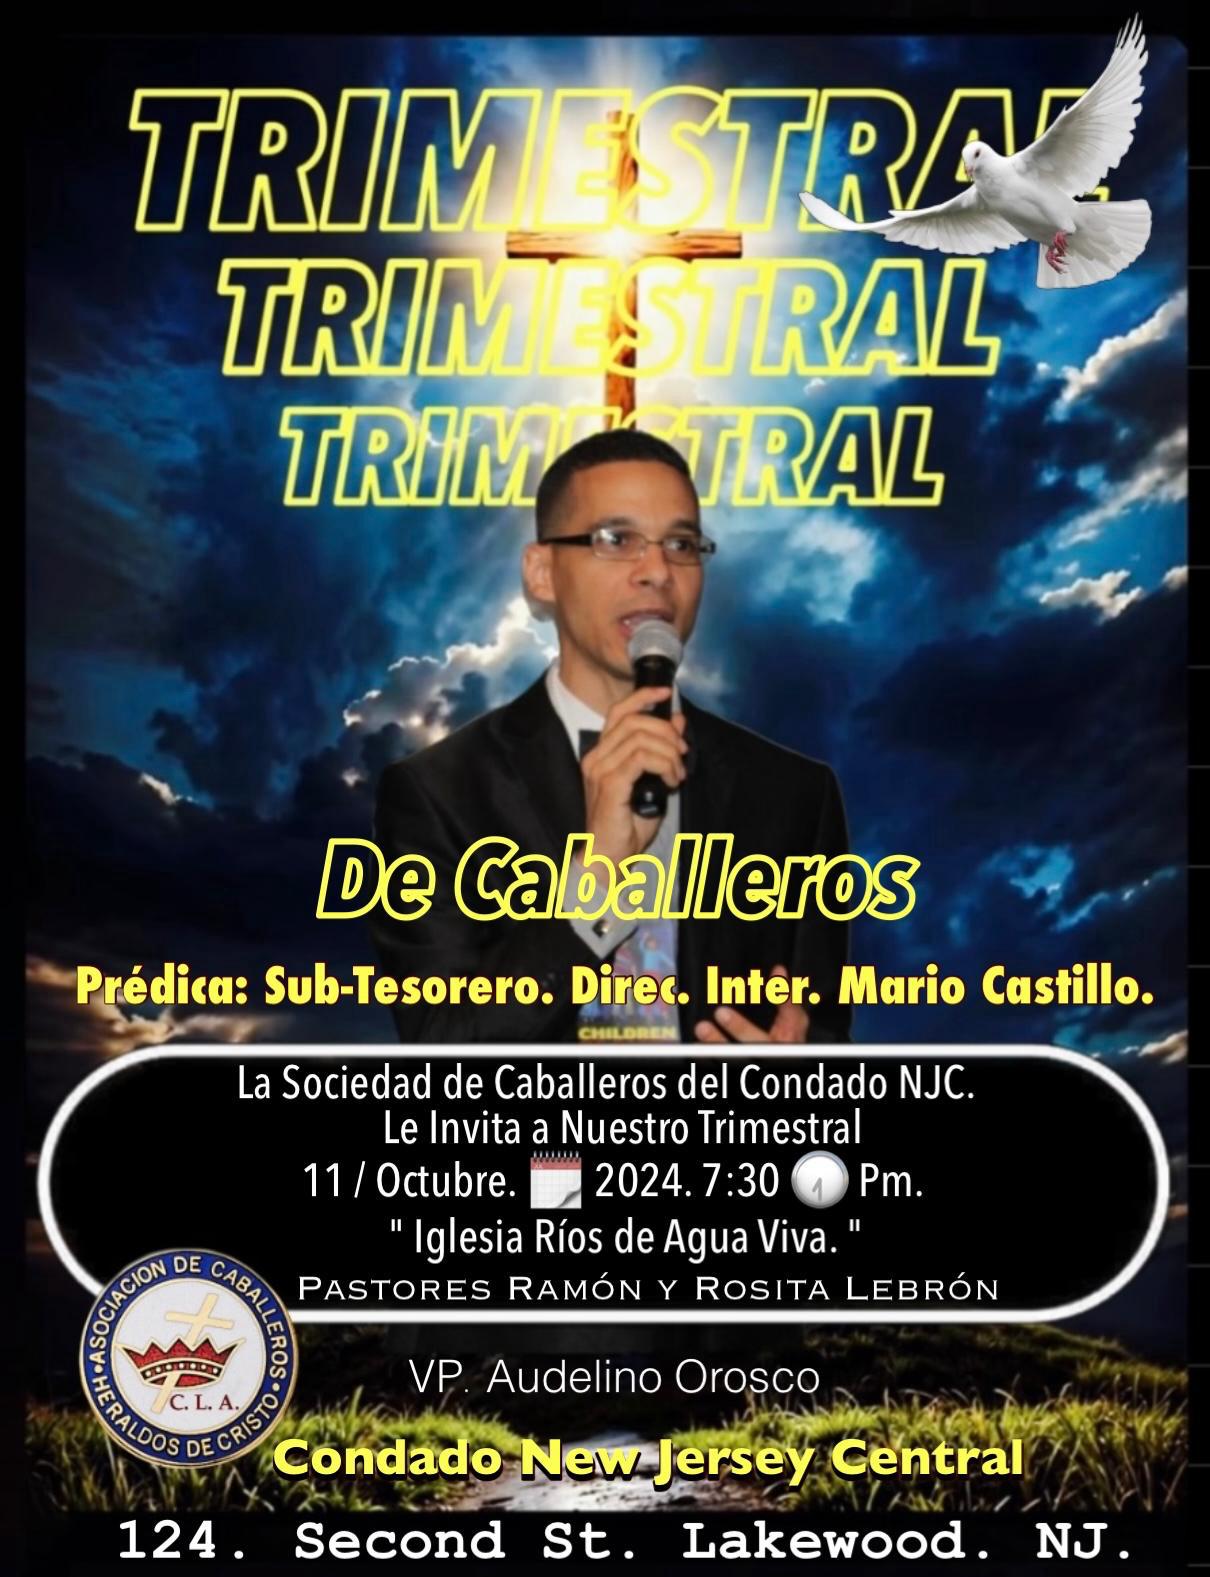 TRIMESTRAL
TRIMESTRAL
TRIMESTRAL
De Caballeros
Prédica: Sub-Tesorero. Direc. Inter. Mario Castillo.
CHILDREN
La Sociedad de Caballeros del Condado NJC.
Le Invita a Nuestro Trimestral
11 / Octubre. 2024. 7:30 Pm.
" Iglesia Ríos de Agua Viva. "
PASTORES RAMÓN Y ROSITA LEBRÓN
ASOCIACION DE CABALLEROS
HERALDOS DE CRISTO
C. L. A.
VP. Audelino Orosco
Condado New Jersey Central
124. Second St. Lakewood. NJ.